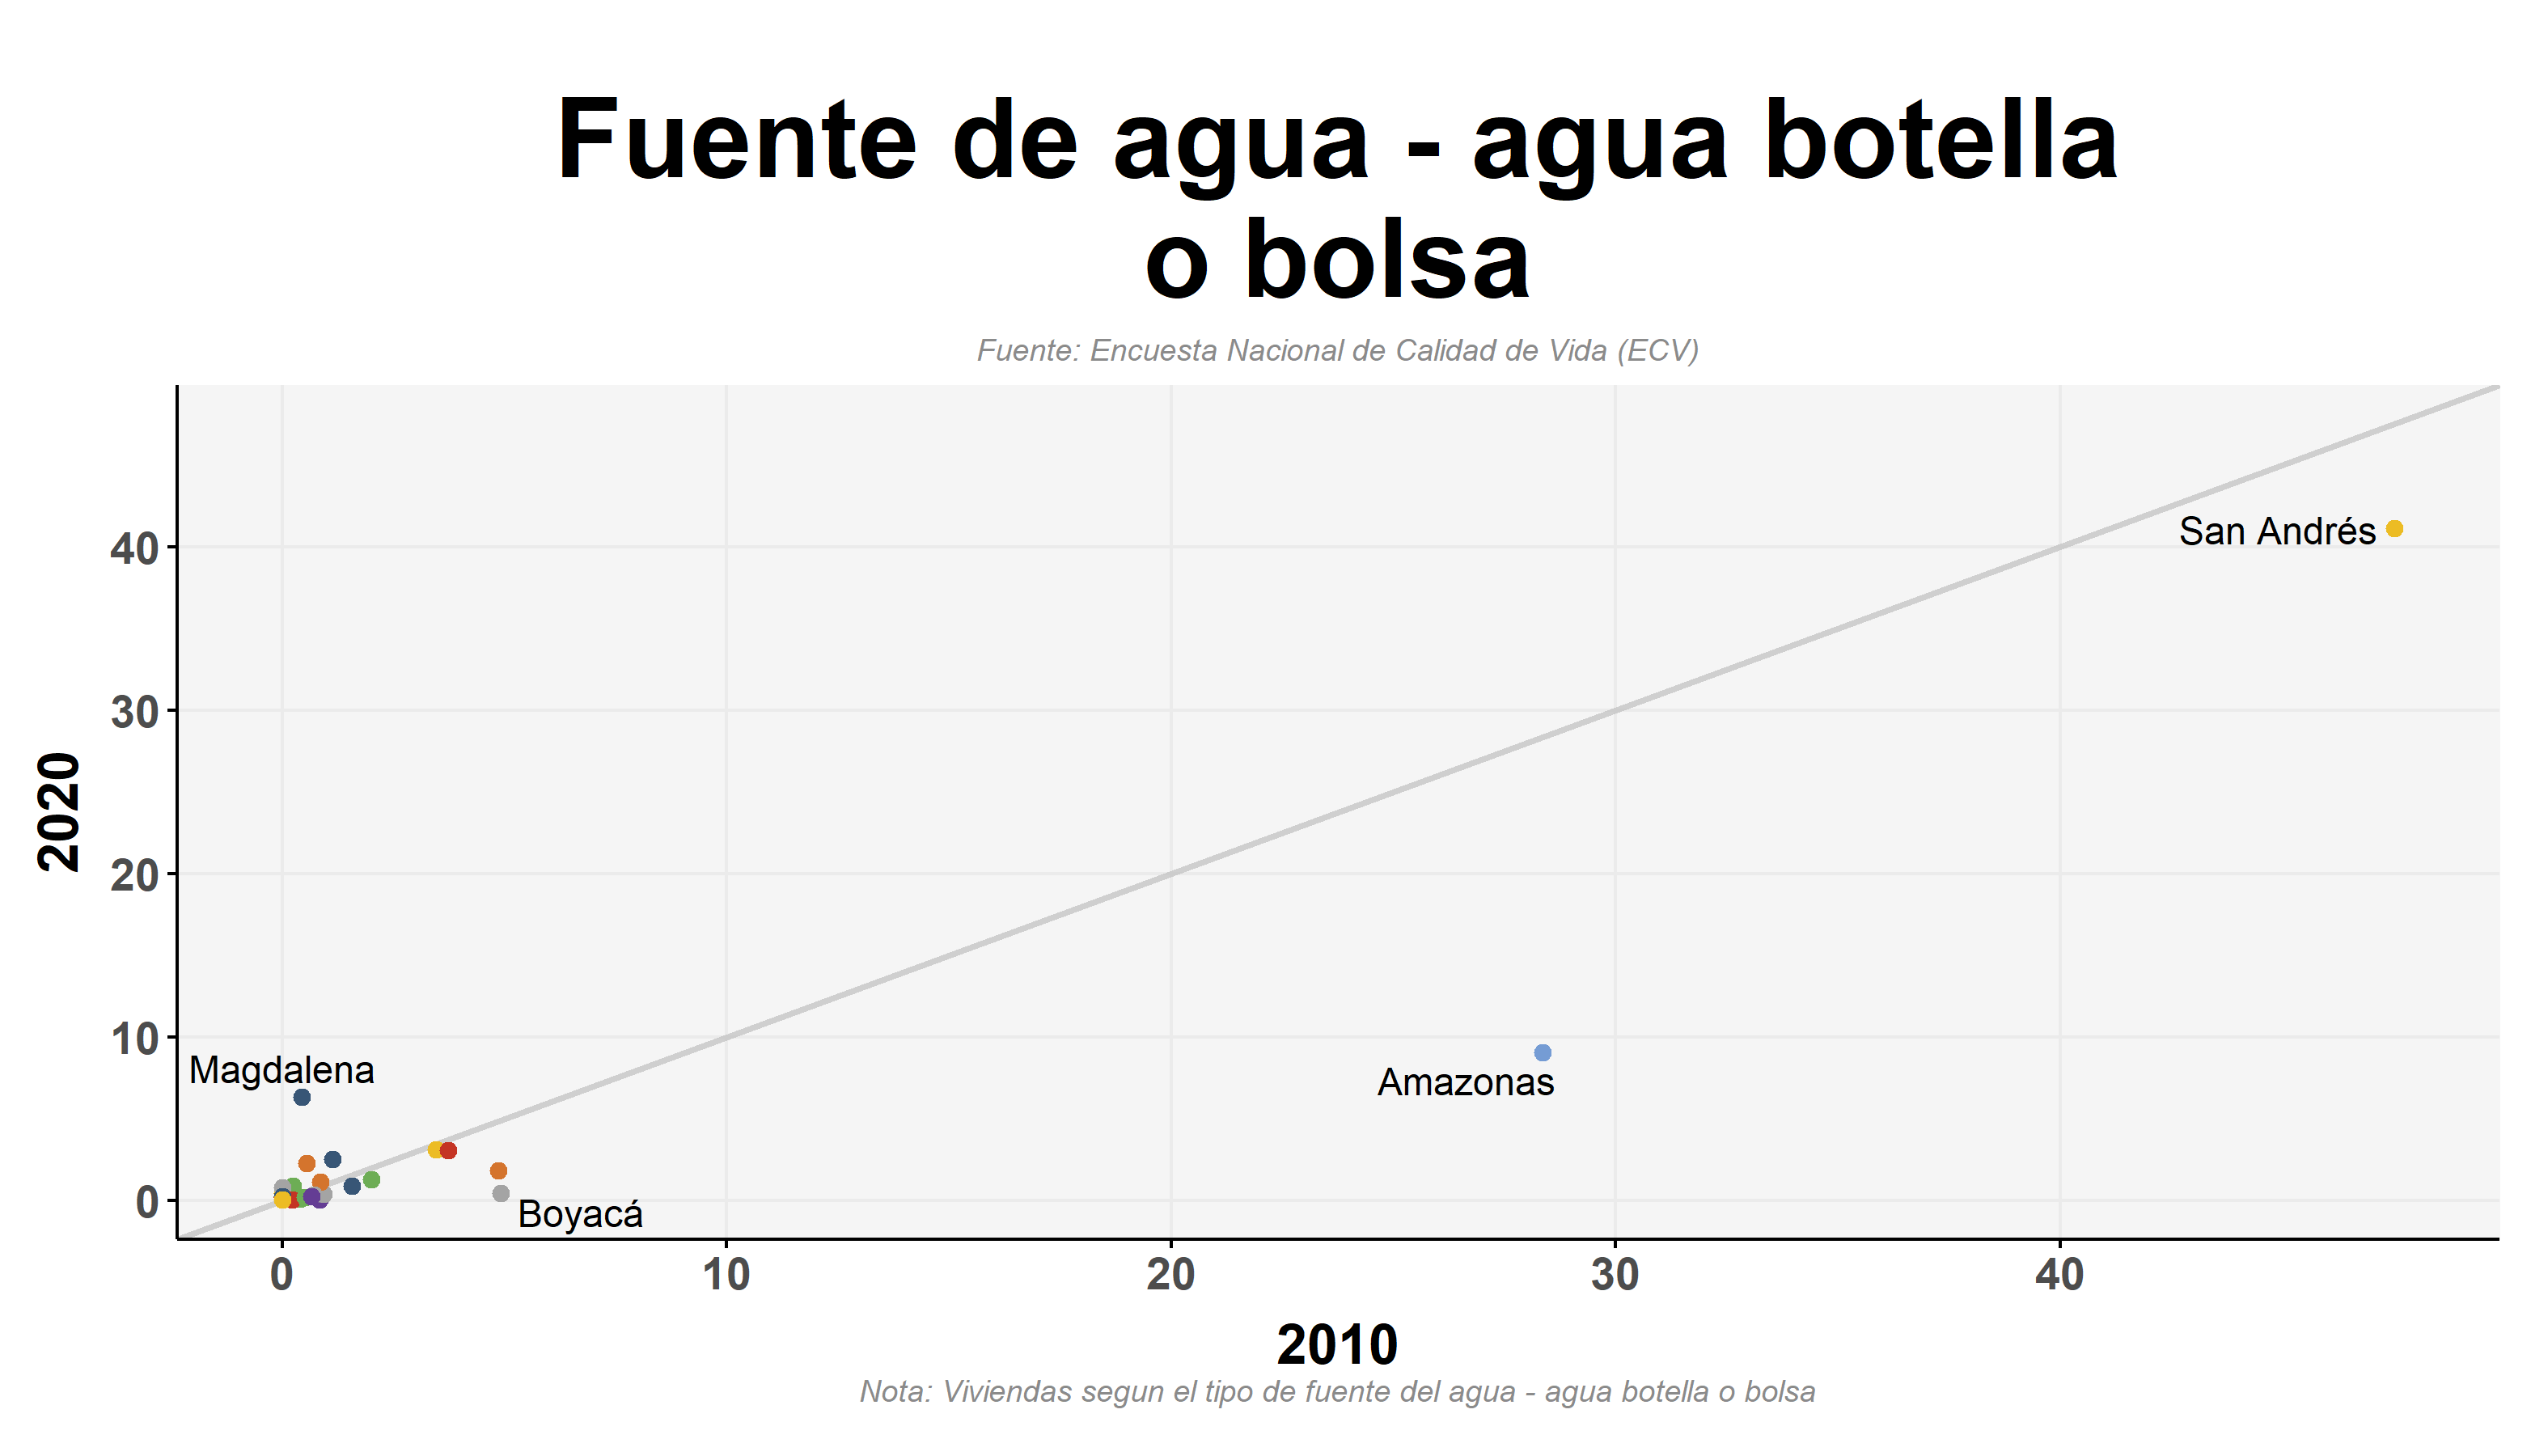 Fuente de agua - agua botella
o bolsa
Fuente: Encuesta Nacional de Calidad de Vida (ECV)
2020
40
30
20
10
0
San Andrés
Amazonas
Magdalena
Boyacá
0 10 20 30 40
2010
Nota: Viviendas segun el tipo de fuente del agua - agua botella o bolsa